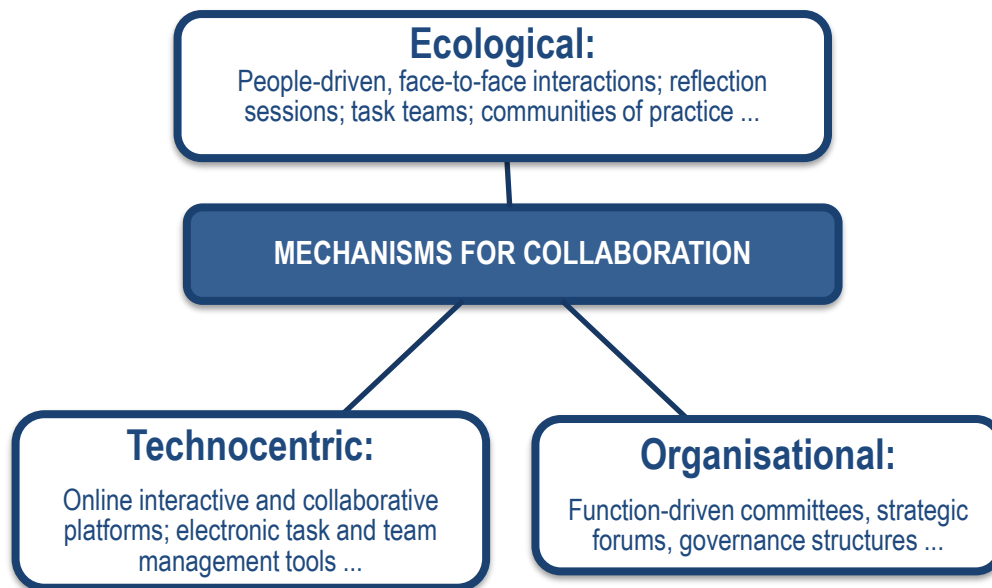 Ecological:
People-driven, face-to-face interactions; reflection
sessions; task teams; communities of practice ...
MECHANISMS FOR COLLABORATION
Technocentric:
Online interactive and collaborative
platforms; electronic task and team
management tools ...
Organisational:
Function-driven committees, strategic
forums, governance structures ...